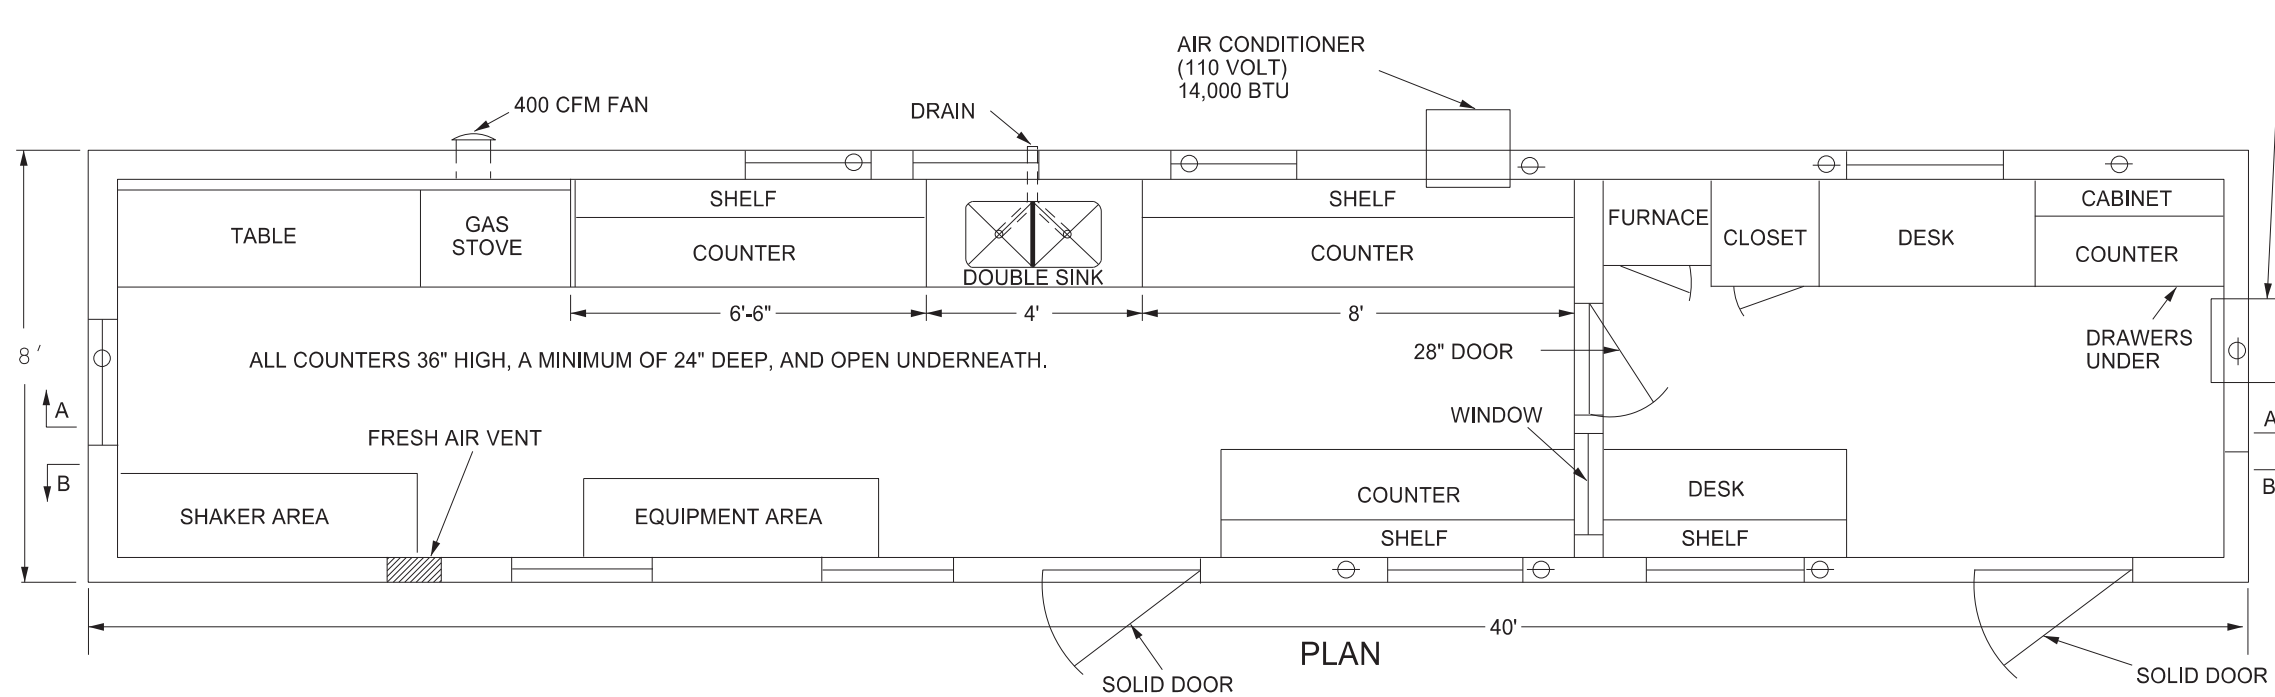 AIR CONDITIONER
(110 VOLT)
14,000 BTU
400 CFM FAN
DRAIN
SHELF
SHELF
CABINET
TABLE
GAS
STOVE
COUNTER
DOUBLE SINK
COUNTER
FURNACE
CLOSET
DESK
COUNTER
6'-6"
4'
8'
8'
ALL COUNTERS 36" HIGH, A MINIMUM OF 24" DEEP, AND OPEN UNDERNEATH.
28" DOOR
DRAWERS
UNDER
A
A
WINDOW
FRESH AIR VENT
B
B
SHAKER AREA
EQUIPMENT AREA
COUNTER
SHELF
DESK
SHELF
40'
PLAN
SOLID DOOR
SOLID DOOR